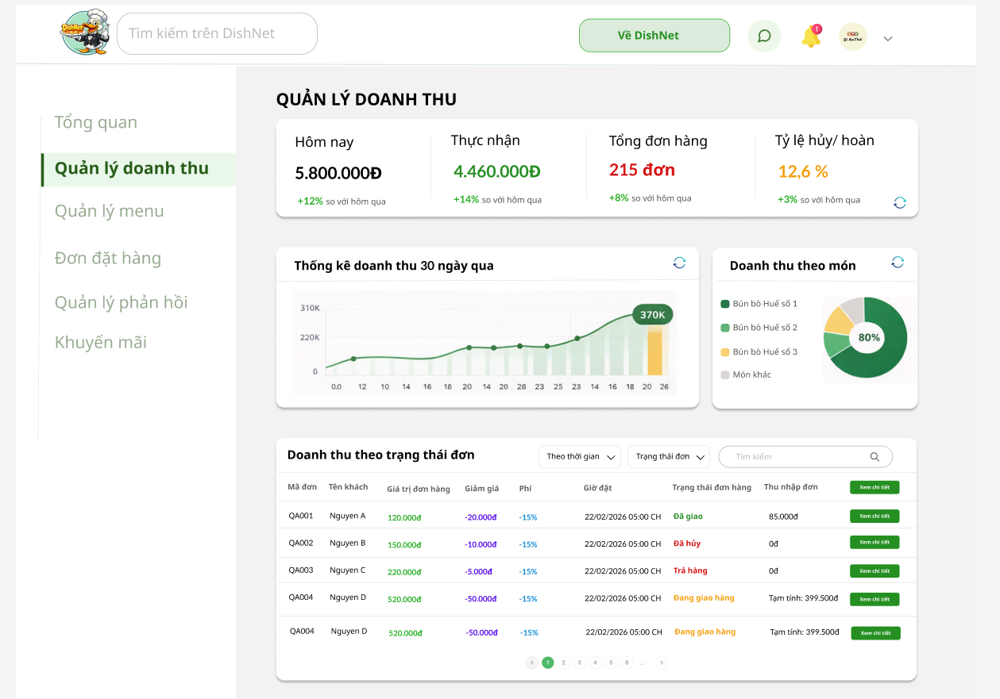 DishNet
Tìm kiếm trên DishNet
Về DishNet
1
Dì AnThôi
Tổng quan
Quản lý doanh thu
Quản lý menu
Đơn đặt hàng
Quản lý phản hồi
Khuyến mãi
QUẢN LÝ DOANH THU
Hôm nay
5.800.000Đ
+12% so với hôm qua
Thực nhận
4.460.000Đ
+14% so với hôm qua
Tổng đơn hàng
215 đơn
+8% so với hôm qua
Tỷ lệ hủy/ hoàn
12,6 %
+3% so với hôm qua
Thống kê doanh thu 30 ngày qua
310K
220K
0
370K
0.0 12 10 14 16 18 20 14 20 26 23 25 23 14 16 18 20 26
Doanh thu theo món
Bún bò Huế số 1
Bún bò Huế số 2
Bún bò Huế số 3
Món khác
80%
Doanh thu theo trạng thái đơn
Theo thời gian
Trạng thái đơn
Tìm kiếm
Mã đơn Tên khách Giá trị đơn hàng Giảm giá Phí Giờ đặt Trạng thái đơn hàng Thu nhập đơn Xem chi tiết
QA001 Nguyen A 120.000đ -20.000đ -15% 22/02/2026 05:00 CH Đã giao 85.000đ Xem chi tiết
QA002 Nguyen B 150.000đ -10.000đ -15% 22/02/2026 05:00 CH Đã hủy 0đ Xem chi tiết
QA003 Nguyen C 220.000đ -5.000đ -15% 22/02/2026 05:00 CH Trả hàng 0đ Xem chi tiết
QA004 Nguyen D 520.000đ -50.000đ -15% 22/02/2026 05:00 CH Đang giao hàng Tạm tính: 399.500đ Xem chi tiết
QA004 Nguyen D 520.000đ -50.000đ -15% 22/02/2026 05:00 CH Đang giao hàng Tạm tính: 399.500đ Xem chi tiết
‹ 1 2 3 4 5 6 ... ›